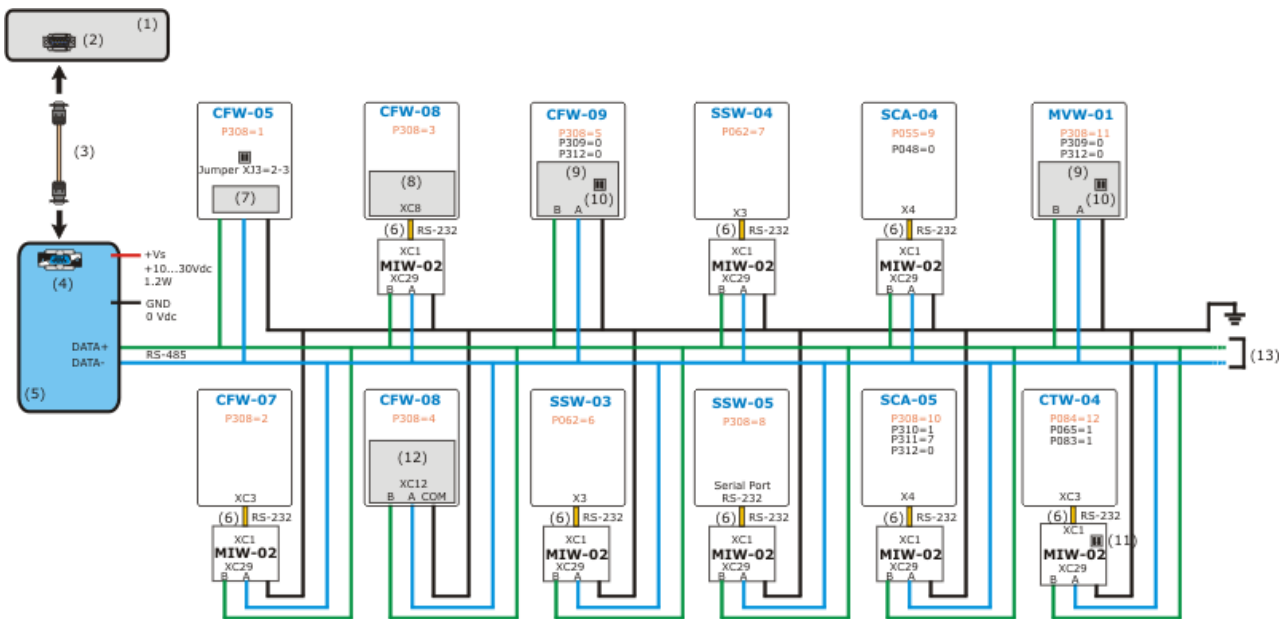 (1)
(2)
(3)
(4)
+Vs
+10...30Vdc
1.2W
GND
0 Vdc
DATA+
DATA-
RS-485
(5)
CFW-05
P308=1
Jumper XJ3=2-3
(7)
CFW-08
P308=3
(8)
XC8
(6) RS-232
XC1
MIW-02
XC29
B A
CFW-09
P308=5
P309=0
P312=0
(9)
(10)
B A
SSW-04
P062=7
X3
(6) RS-232
XC1
MIW-02
XC29
B A
SCA-04
P055=9
P048=0
X4
(6) RS-232
XC1
MIW-02
XC29
B A
MVW-01
P308=11
P309=0
P312=0
(9)
(10)
B A
(13)
CFW-07
P308=2
XC3
(6) RS-232
XC1
MIW-02
XC29
B A
CFW-08
P308=4
(12)
XC12
B A COM
SSW-03
P062=6
X3
(6) RS-232
XC1
MIW-02
XC29
B A
SSW-05
P308=8
Serial Port
RS-232
(6) RS-232
XC1
MIW-02
XC29
B A
SCA-05
P308=10
P310=1
P311=7
P312=0
X4
(6) RS-232
XC1
MIW-02
XC29
B A
CTW-04
P084=12
P065=1
P083=1
XC3
(6) RS-232
XC1
(11)
MIW-02
XC29
B A